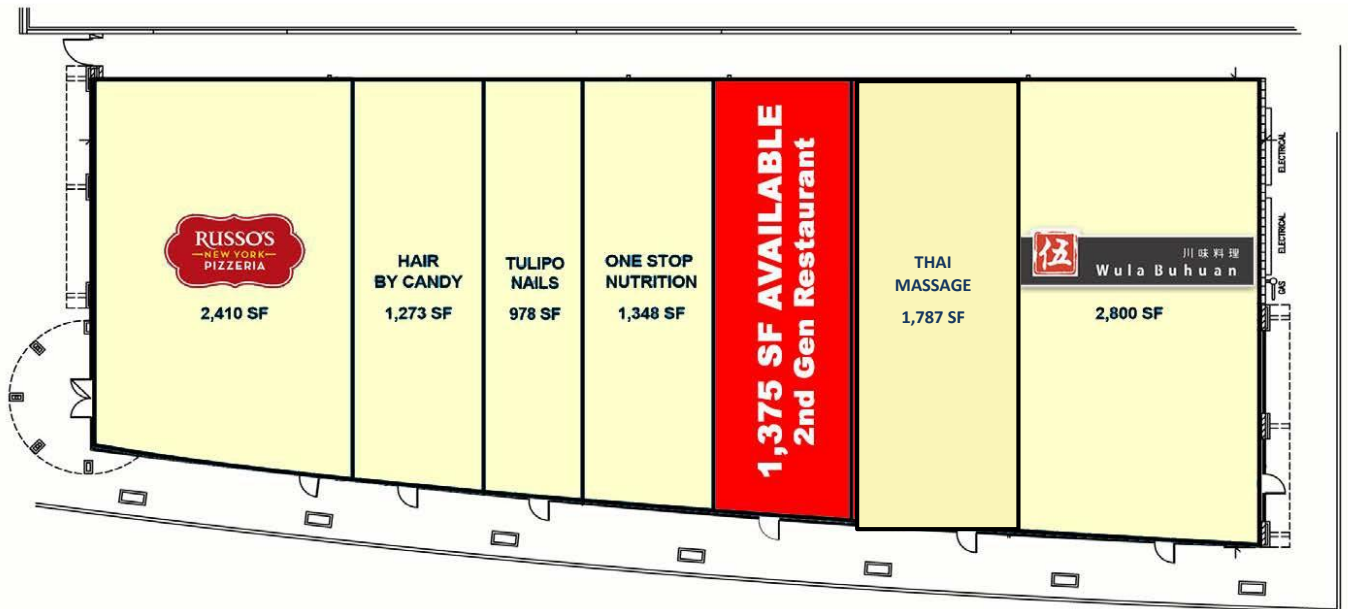 RUSSO'S
NEW YORK
PIZZERIA
2,410 SF
HAIR
BY CANDY
1,273 SF
TULIPO
NAILS
978 SF
ONE STOP
NUTRITION
1,348 SF
1,375 SF AVAILABLE
2nd Gen Restaurant
THAI
MASSAGE
1,787 SF
伍
川味料理
Wula Buhuan
2,800 SF
ELECTRICAL
ELECTRICAL
GAS